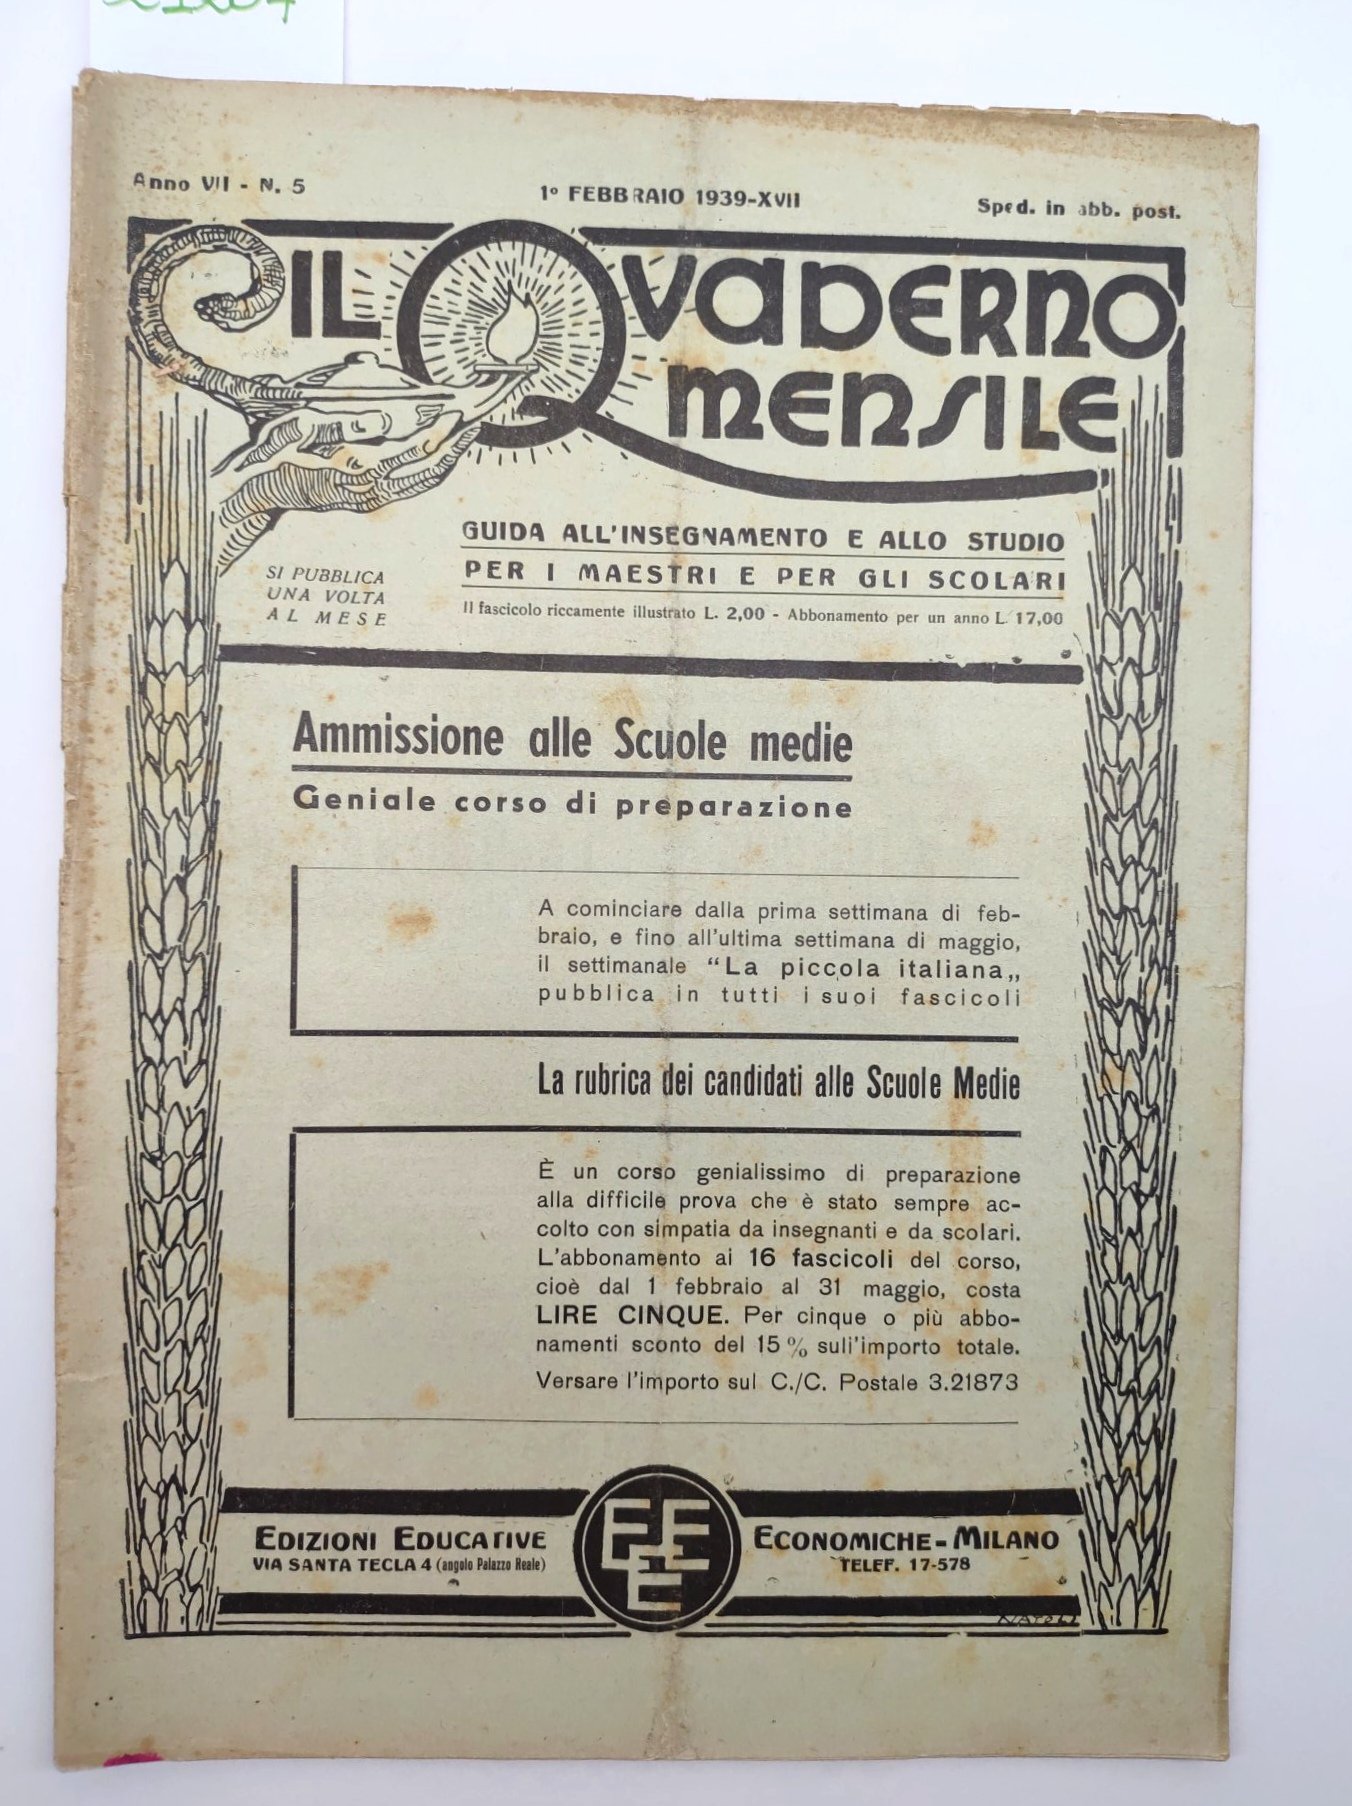 Anno VII - N. 5
1º FEBBRAIO 1939-XVII
Sped. in abb. post.
IL QVADERNO
MENSILE
GUIDA ALL'INSEGNAMENTO E ALLO STUDIO
PER I MAESTRI E PER GLI SCOLARI
SI PUBBLICA
UNA VOLTA
AL MESE
Il fascicolo riccamente illustrato L. 2,00 - Abbonamento per un anno L. 17,00
Ammissione alle Scuole medie
Geniale corso di preparazione
A cominciare dalla prima settimana di feb-
braio, e fino all'ultima settimana di maggio,
il settimanale “La piccola italiana„
pubblica in tutti i suoi fascicoli
La rubrica dei candidati alle Scuole Medie
È un corso genialissimo di preparazione
alla difficile prova che è stato sempre ac-
colto con simpatia da insegnanti e da scolari.
L'abbonamento ai 16 fascicoli del corso,
cioè dal 1 febbraio al 31 maggio, costa
LIRE CINQUE. Per cinque o più abbo-
namenti sconto del 15 % sull'importo totale.
Versare l'importo sul C./C. Postale 3.21873
EDIZIONI EDUCATIVE
VIA SANTA TECLA 4 (angolo Palazzo Reale)
EEE
ECONOMICHE - MILANO
TELEF. 17-578
NATOLI